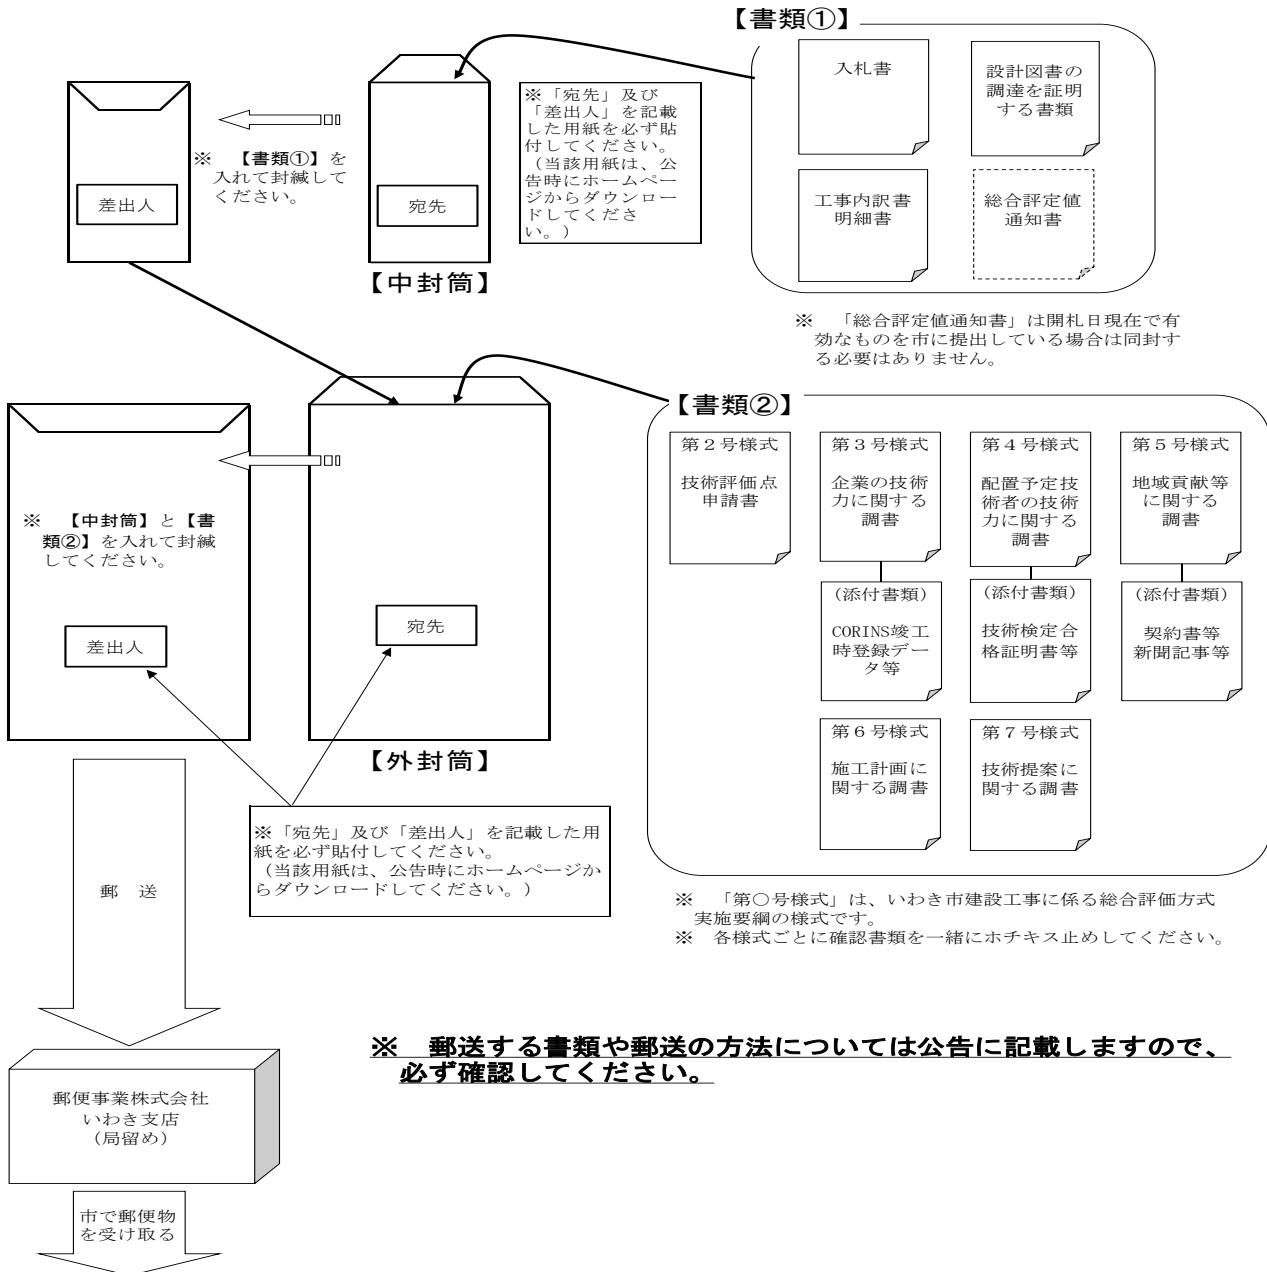 【書類①】
入札書
設計図書の
調達を証明
する書類
工事内訳書
明細書
総合評定値
通知書
※「宛先」及び
「差出人」を記載
した用紙を必ず貼
付してください。
（当該用紙は、公
告時にホームペー
ジからダウンロー
ドしてくださ
い。）
※　【書類①】を
入れて封緘して
ください。
差出人
宛先
【中封筒】
※　「総合評定値通知書」は開札日現在で有
効なものを市に提出している場合は同封す
る必要はありません。
【書類②】
第２号様式
技術評価点
申請書
第３号様式
企業の技術
力に関する
調書
第４号様式
配置予定技
術者の技術
力に関する
調書
第５号様式
地域貢献等
に関する
調書
(添付書類)
CORINS竣工
時登録デー
タ等
(添付書類)
技術検定合
格証明書等
(添付書類)
契約書等
新聞記事等
第６号様式
施工計画に
関する調書
第７号様式
技術提案に
関する調書
※　【中封筒】と【書
類②】を入れて封緘
してください。
差出人
宛先
【外封筒】
※「宛先」及び「差出人」を記載した用
紙を必ず貼付してください。
（当該用紙は、公告時にホームページか
らダウンロードしてください。）
※　「第○号様式」は、いわき市建設工事に係る総合評価方式
実施要綱の様式です。
※　各様式ごとに確認書類を一緒にホチキス止めしてください。
郵　送
※　郵送する書類や郵送の方法については公告に記載しますので、
必ず確認してください。
郵便事業株式会社
いわき支店
(局留め)
市で郵便物
を受け取る